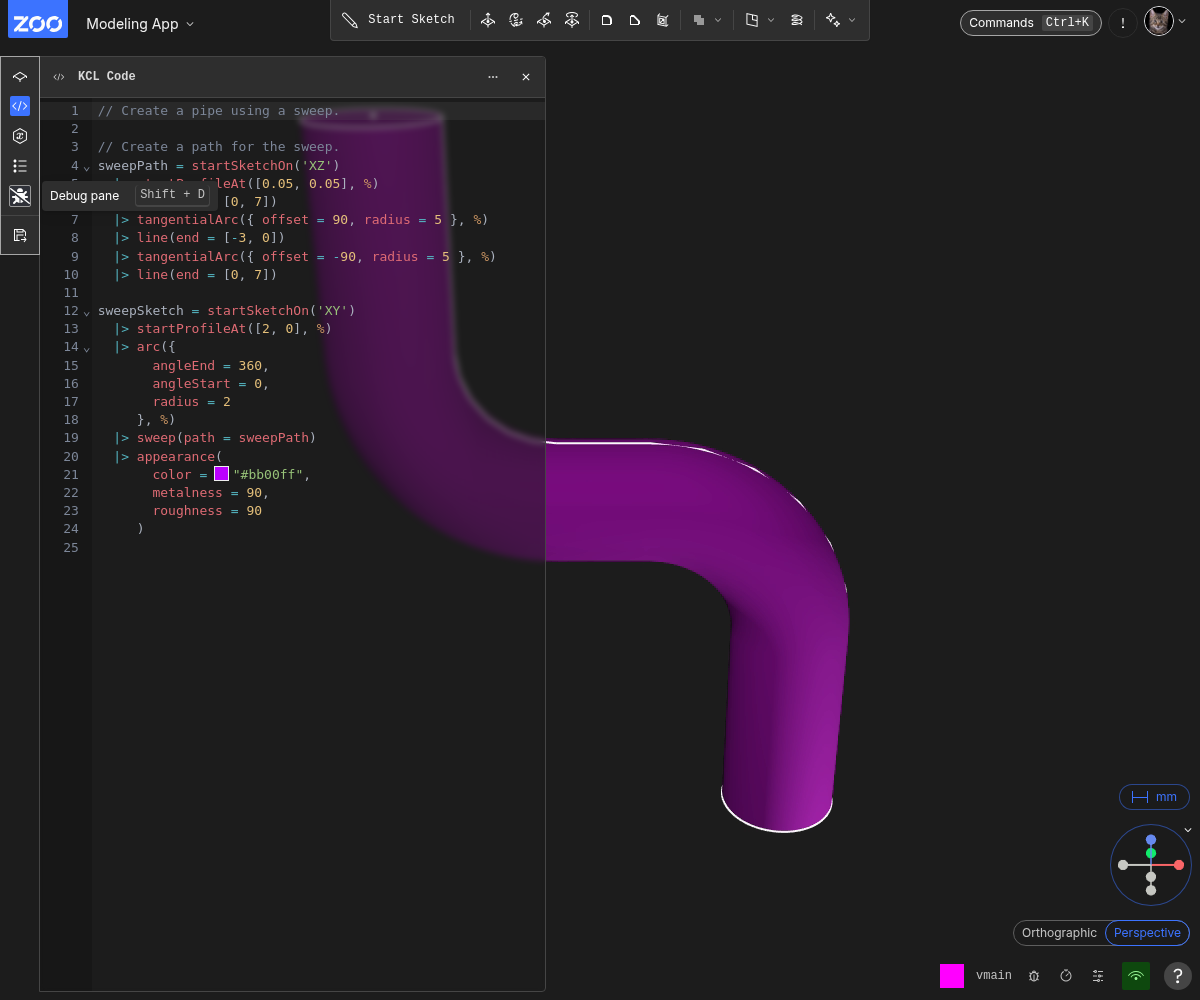 ZOO
Modeling App
Start Sketch
Commands Ctrl+K
!
KCL Code
1 // Create a pipe using a sweep.
2
3 // Create a path for the sweep.
4 sweepPath = startSketchOn('XZ')
At([0.05, 0.05], %)
Debug pane Shift + D
[0, 7])
7 |> tangentialArc({ offset = 90, radius = 5 }, %)
8 |> line(end = [-3, 0])
9 |> tangentialArc({ offset = -90, radius = 5 }, %)
10 |> line(end = [0, 7])
11
12 sweepSketch = startSketchOn('XY')
13 |> startProfileAt([2, 0], %)
14 |> arc({
15 angleEnd = 360,
16 angleStart = 0,
17 radius = 2
18 }, %)
19 |> sweep(path = sweepPath)
20 |> appearance(
21 color = "#bb00ff",
22 metalness = 90,
23 roughness = 90
24 )
25
mm
Orthographic Perspective
vmain
?